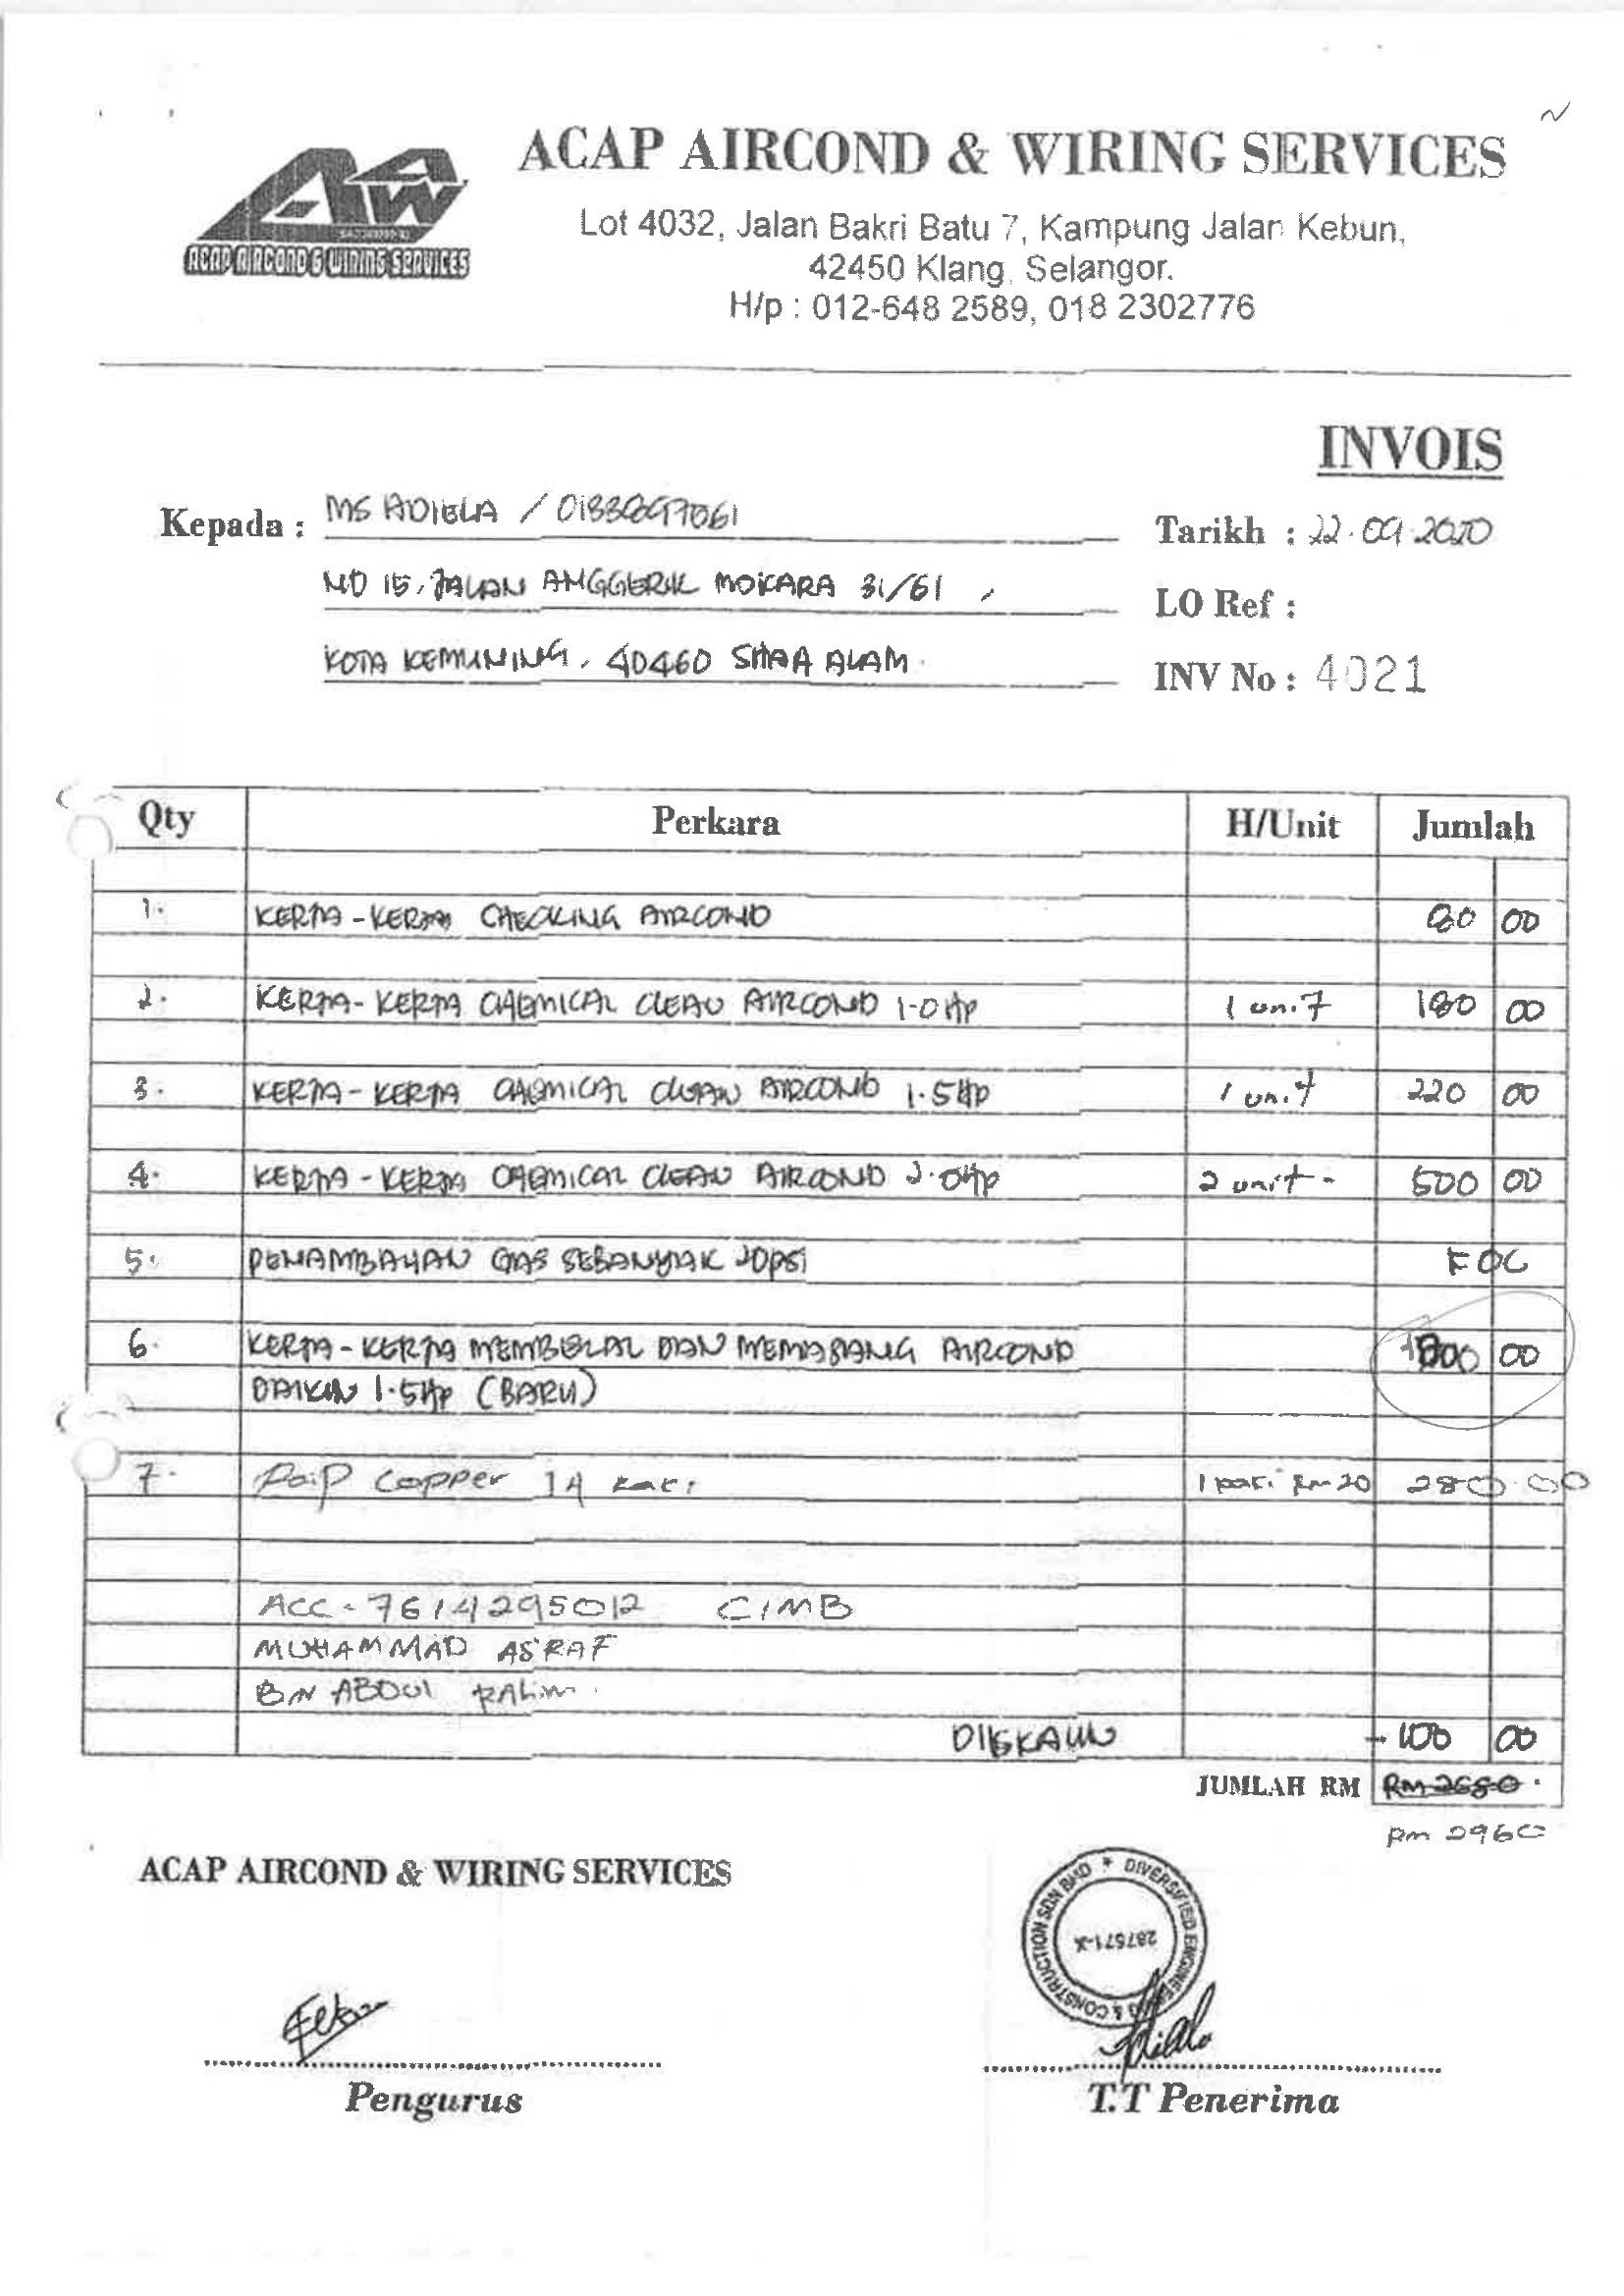 ACAP AIRCOND & WIRING SERVICES
AAW
ACAP AIRCOND & WIRING SERVICES
Lot 4032, Jalan Bakri Batu 7, Kampung Jalan Kebun,
42450 Klang, Selangor.
H/p : 012-648 2589, 018 2302776
INVOIS
Kepada : MS ADIELA /
Tarikh : 22.09.2020
NO 15, JALAN ANGGERIK MOKARA 31/61,
LO Ref :
KOTA KEMUNING, 40460 SHAA ALAM.
INV No : 4021
Qty Perkara H/Unit Jumlah
1. KERJA-KERJA CHECKING AIRCOND 80 00
2. KERJA-KERJA CHEMICAL CLEAN AIRCOND 1.0HP 1 unit 180 00
3. KERJA-KERJA CHEMICAL CLEAN AIRCOND 1.5HP 1 unit 220 00
4. KERJA-KERJA CHEMICAL CLEAN AIRCOND 2.0HP 2 unit - 500 00
5. PENAMBAHAN GAS SEBANYAK 20psi FOC
6. KERJA-KERJA MEMBEKAL DAN MEMASANG AIRCOND 00
DAIKIN 1.5HP (BARU)
7. Paip Copper 14 kaki 1 kaki RM 20 280.00
ACC - 7614295012 CIMB
MUHAMMAD ASRAF
BIN ABDUL RALIM
DISKAUN - 100 00
JUMLAH RM RM 2680.
RM 2960
ACAP AIRCOND & WIRING SERVICES
DIVERSIFIED ENGINEERING & CONSTRUCTION SDN BHD
287571-X
Pengurus
T.T Penerima